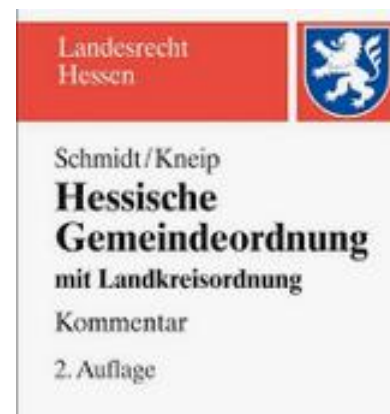 Landesrecht
Hessen
Schmidt/Kneip
Hessische
Gemeindeordnung
mit Landkreisordnung
Kommentar
2. Auflage